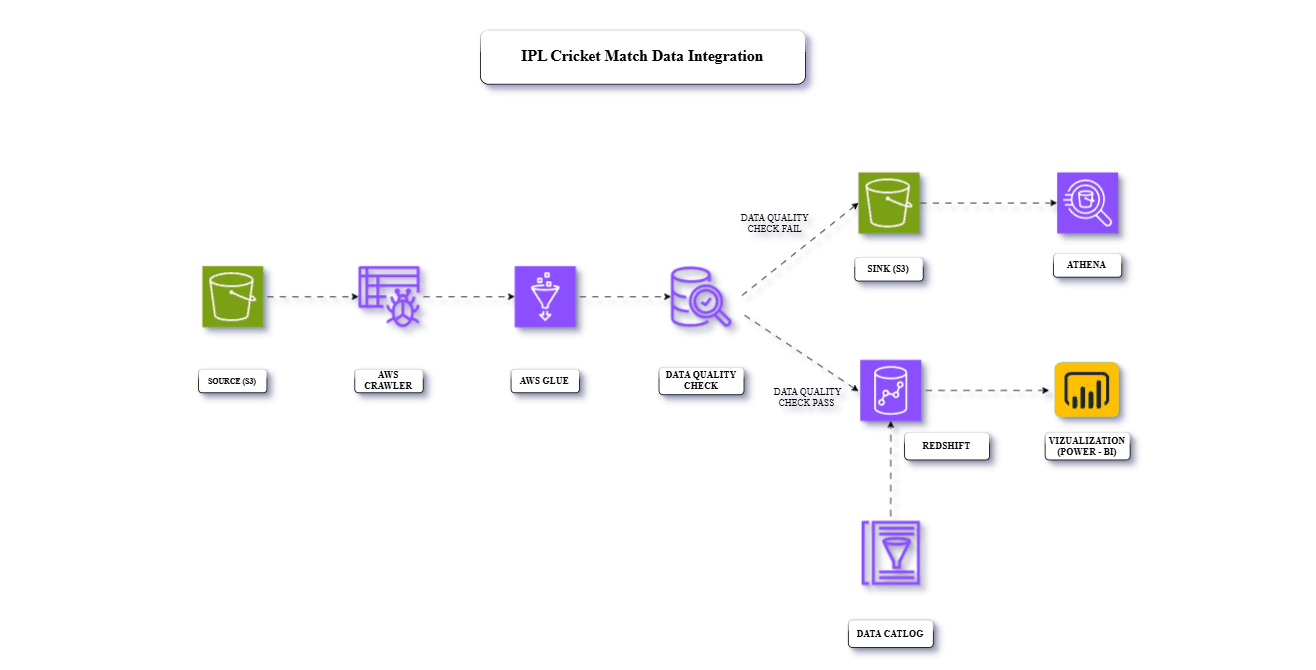 IPL Cricket Match Data Integration
DATA QUALITY
CHECK FAIL
SINK (S3)
ATHENA
SOURCE (S3)
AWS
CRAWLER
AWS GLUE
DATA QUALITY
CHECK
DATA QUALITY
CHECK PASS
REDSHIFT
VIZUALIZATION
(POWER - BI)
DATA CATLOG